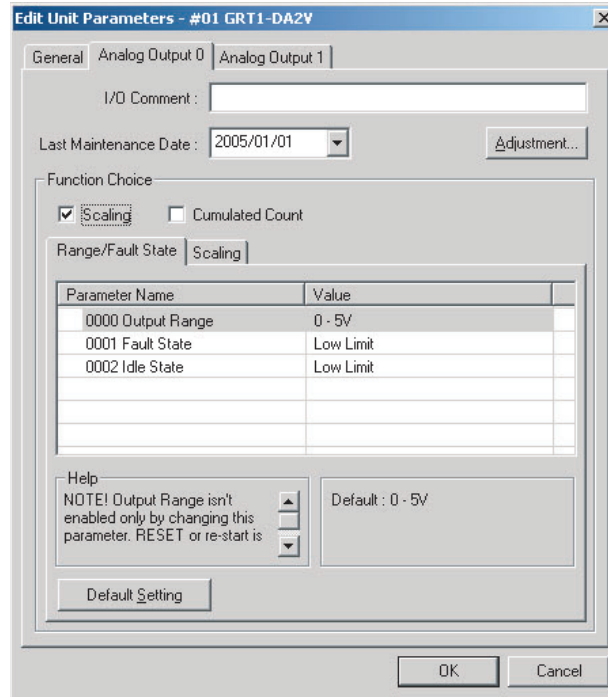 Edit Unit Parameters - #01 GRT1-DA2V
General Analog Output 0 Analog Output 1
I/O Comment :
Last Maintenance Date : 2005/01/01 Adjustment...
Function Choice
Scaling Cumulated Count
Range/Fault State Scaling
Parameter Name Value
0000 Output Range 0 - 5V
0001 Fault State Low Limit
0002 Idle State Low Limit
Help
NOTE! Output Range isn't
enabled only by changing this
parameter. RESET or re-start is
Default : 0 - 5V
Default Setting
OK Cancel